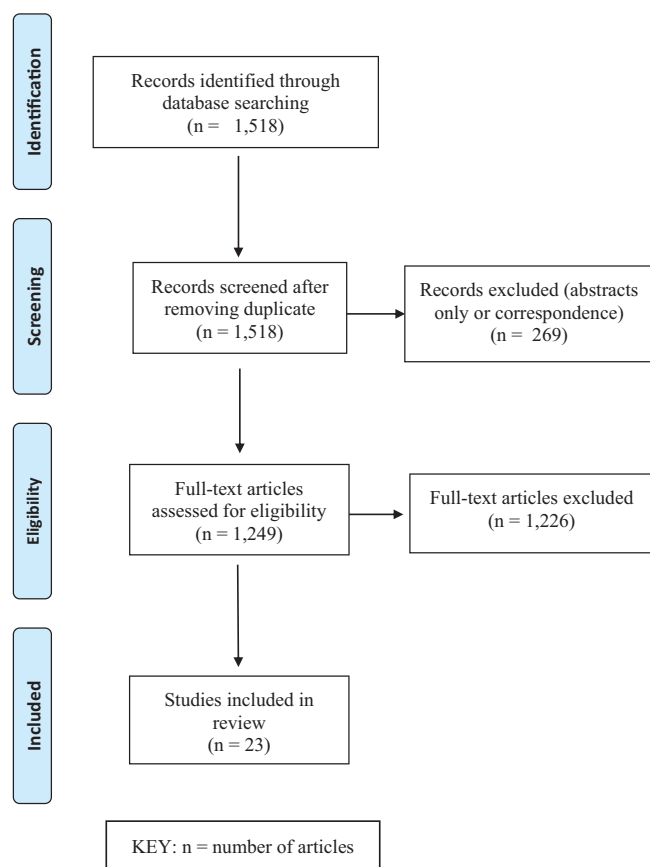 Identification
Records identified through
database searching
(n = 1,518)
Screening
Records screened after
removing duplicate
(n = 1,518)
Records excluded (abstracts
only or correspondence)
(n = 269)
Eligibility
Full-text articles
assessed for eligibility
(n = 1,249)
Full-text articles excluded
(n = 1,226)
Included
Studies included in
review
(n = 23)
KEY: n = number of articles